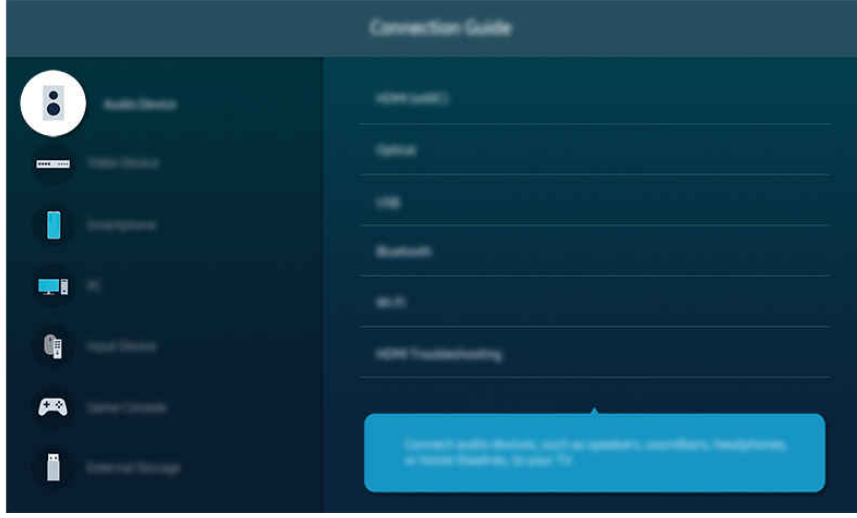 Connection Guide
Audio Device
Video Device
Smartphone
PC
Input Device
Game Console
External Storage
HDMI (eARC)
Optical
USB
Bluetooth
Wi-Fi
HDMI Troubleshooting
Connect audio devices, such as speakers, soundbars, headphones,
or home theatres, to your TV.